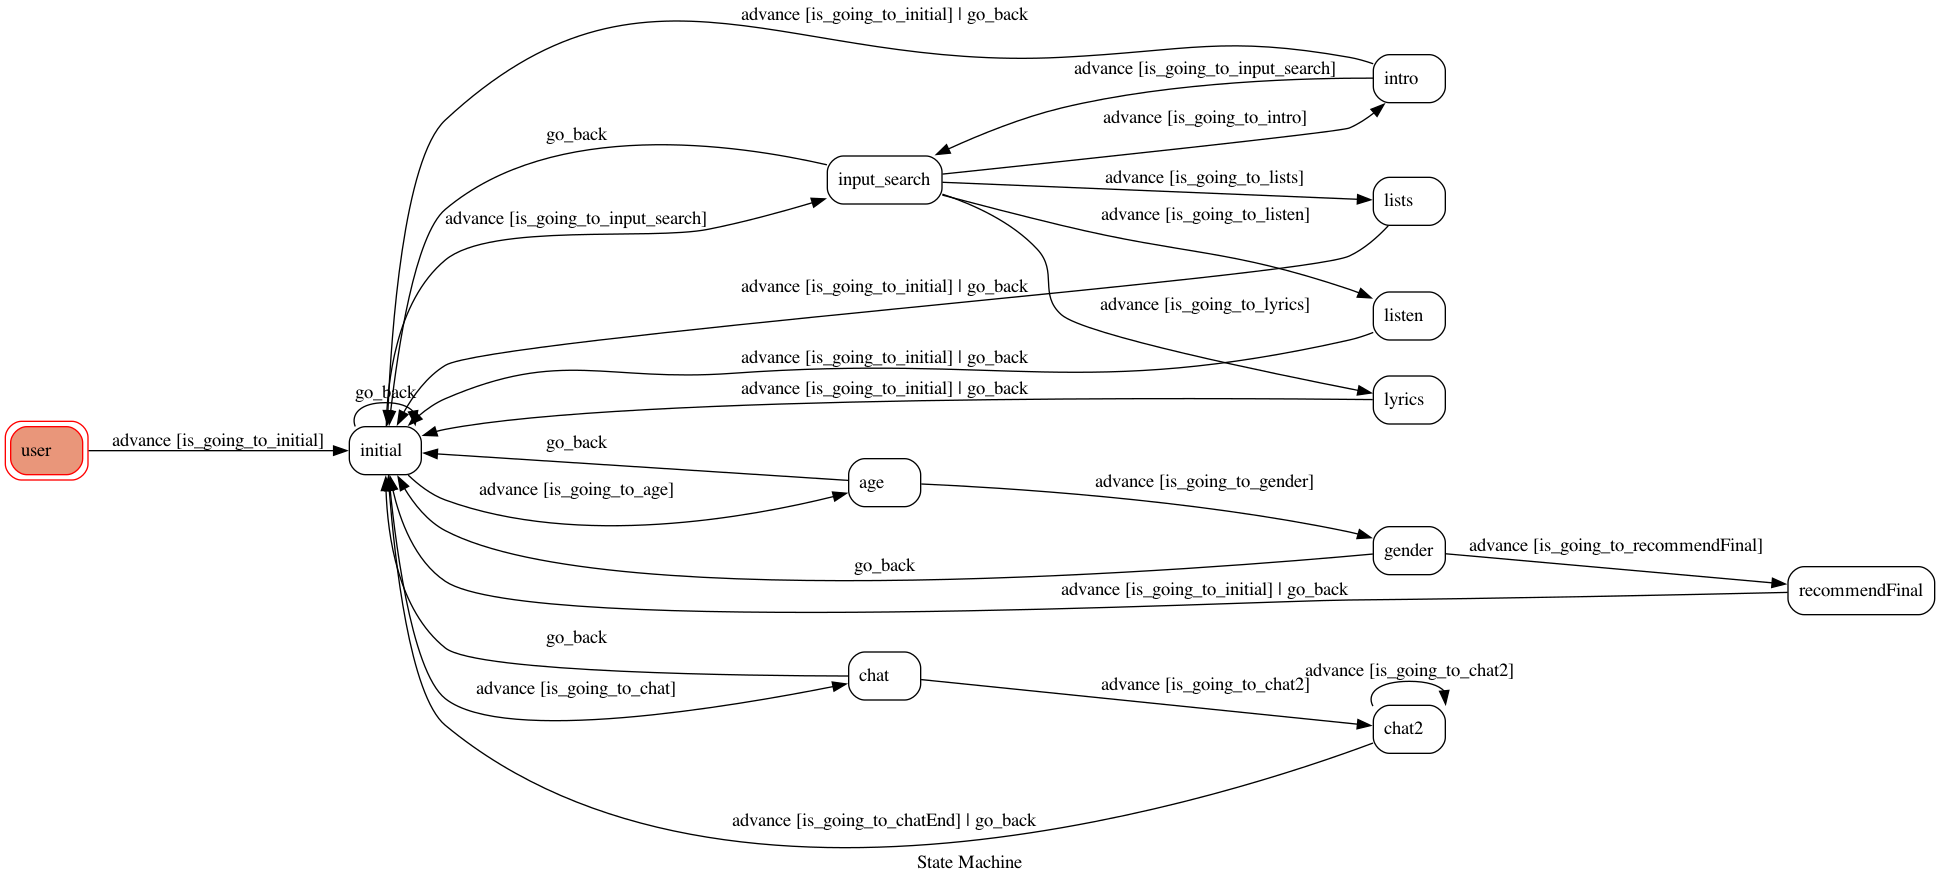 advance [is_going_to_initial] | go_back
intro
advance [is_going_to_input_search]
advance [is_going_to_intro]
go_back
input_search
advance [is_going_to_lists]
lists
advance [is_going_to_input_search]
advance [is_going_to_listen]
advance [is_going_to_initial] | go_back
advance [is_going_to_lyrics]
listen
advance [is_going_to_initial] | go_back
go_back
advance [is_going_to_initial] | go_back
lyrics
user
advance [is_going_to_initial]
initial
go_back
age
advance [is_going_to_gender]
advance [is_going_to_age]
gender
advance [is_going_to_recommendFinal]
go_back
advance [is_going_to_initial] | go_back
recommendFinal
go_back
chat
advance [is_going_to_chat]
advance [is_going_to_chat2]
advance [is_going_to_chat2]
chat2
advance [is_going_to_chatEnd] | go_back
State Machine